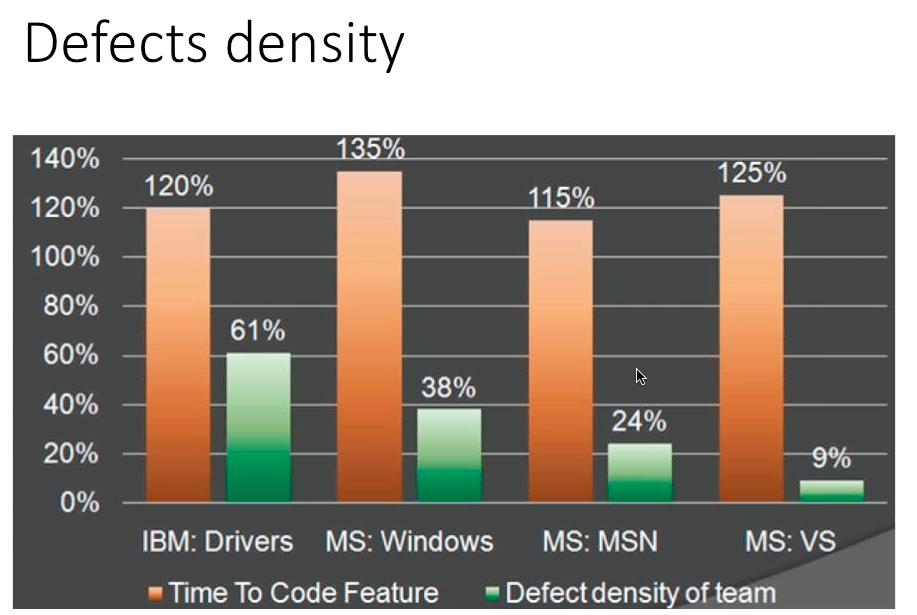 Defects density
140%
120%
100%
80%
60%
40%
20%
0%
120%
61%
135%
38%
115%
24%
125%
9%
IBM: Drivers
MS: Windows
MS: MSN
MS: VS
Time To Code Feature
Defect density of team